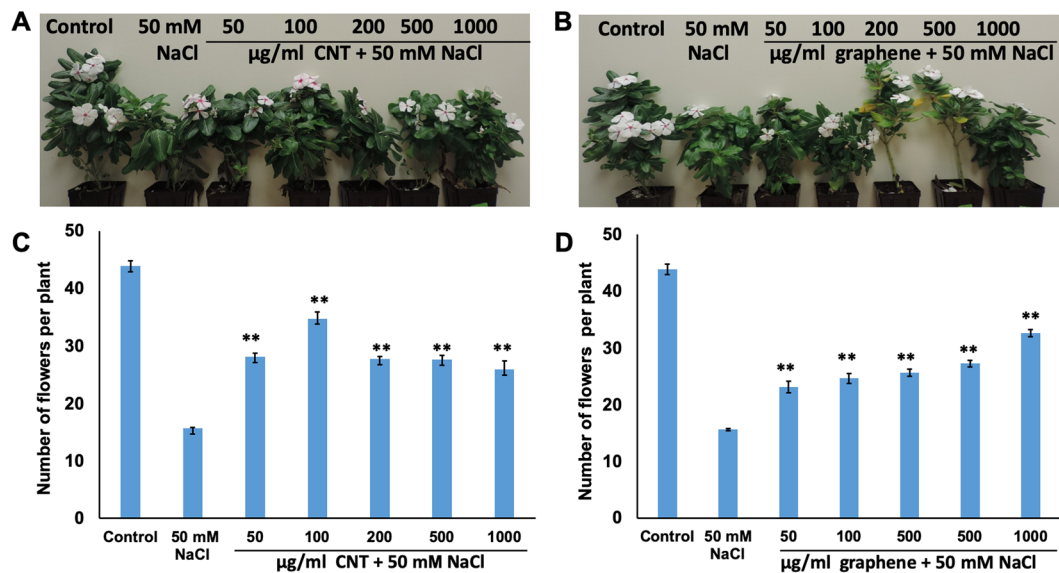 A
Control 50 mM 50 100 200 500 1000
NaCl μg/ml CNT + 50 mM NaCl
B
Control 50 mM 50 100 200 500 1000
NaCl μg/ml graphene + 50 mM NaCl
C
Number of flowers per plant
50
40
30
20
10
0
** ** ** ** **
Control 50 mM 50 100 200 500 1000
NaCl
μg/ml CNT + 50 mM NaCl
D
Number of flowers per plant
50
40
30
20
10
0
** ** ** ** **
Control 50 mM 50 100 500 500 1000
NaCl
μg/ml graphene + 50 mM NaCl